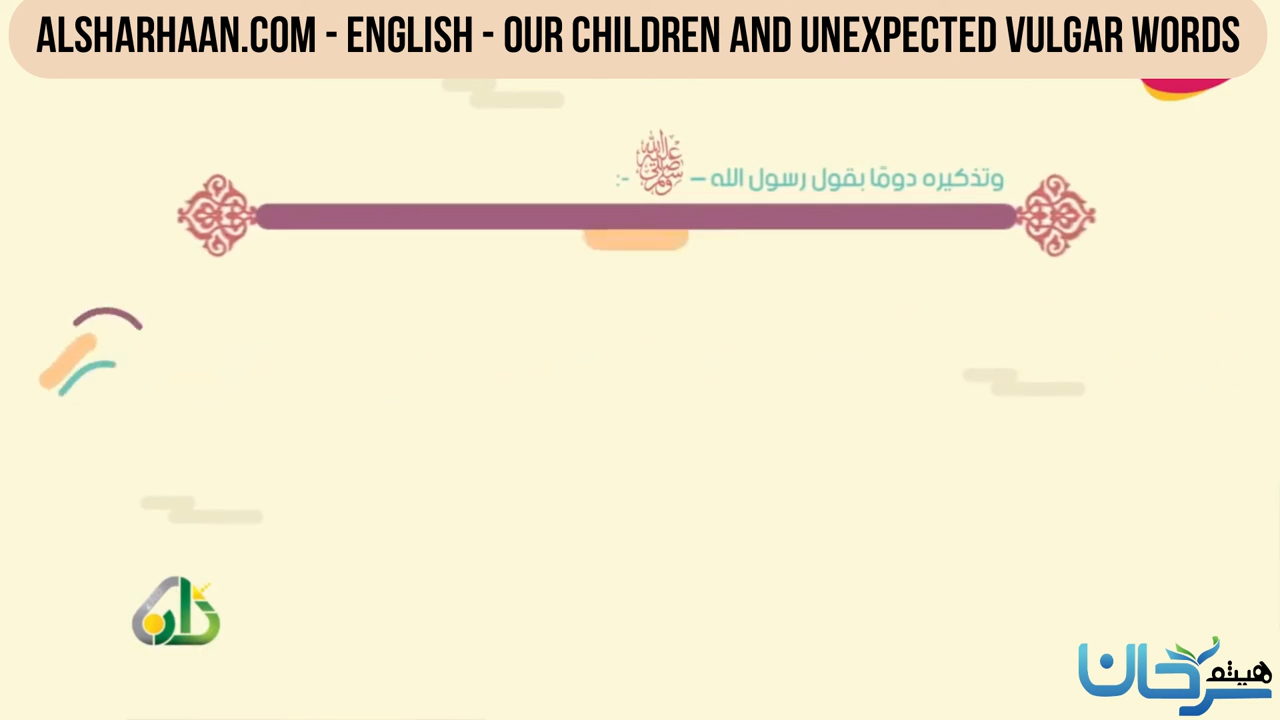 ALSHARHAAN.COM - ENGLISH - OUR CHILDREN AND UNEXPECTED VULGAR WORDS
وتذكيره دومًا بقول رسول الله – ﷺ -:
هيثم سرحان